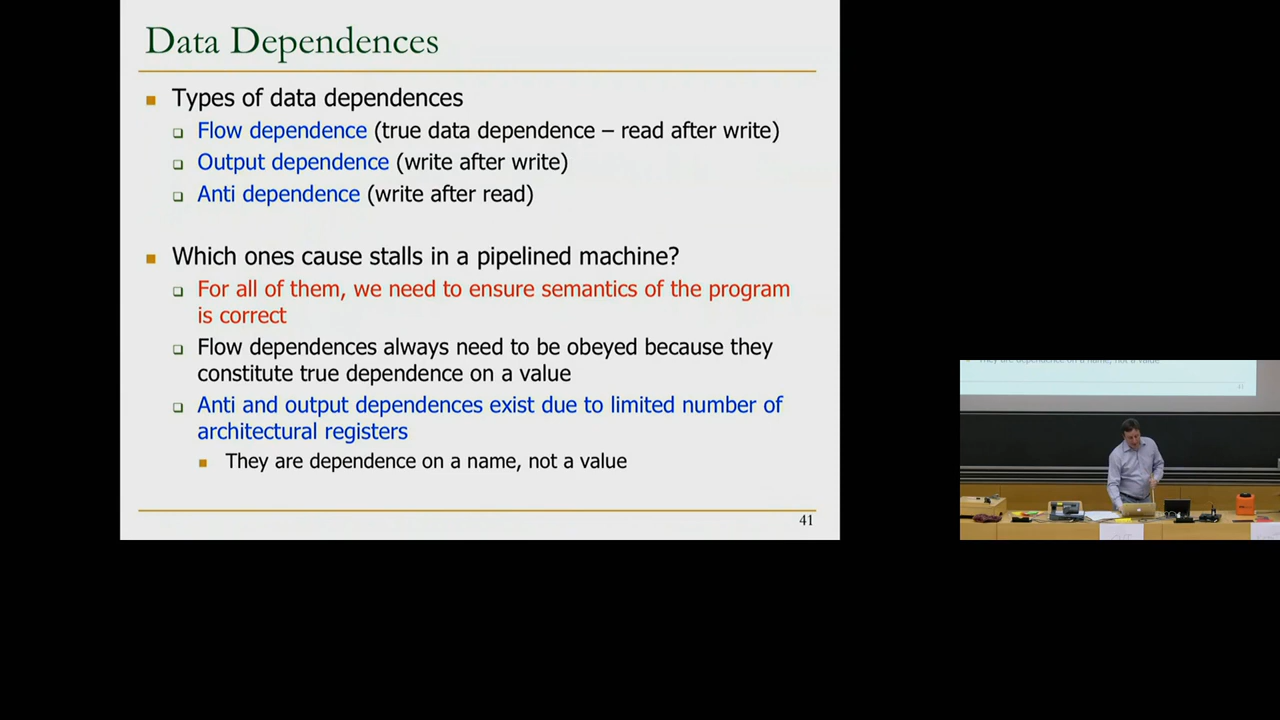 Data Dependences
Types of data dependences
Flow dependence (true data dependence – read after write)
Output dependence (write after write)
Anti dependence (write after read)
Which ones cause stalls in a pipelined machine?
For all of them, we need to ensure semantics of the program
is correct
Flow dependences always need to be obeyed because they
constitute true dependence on a value
Anti and output dependences exist due to limited number of
architectural registers
They are dependence on a name, not a value
41